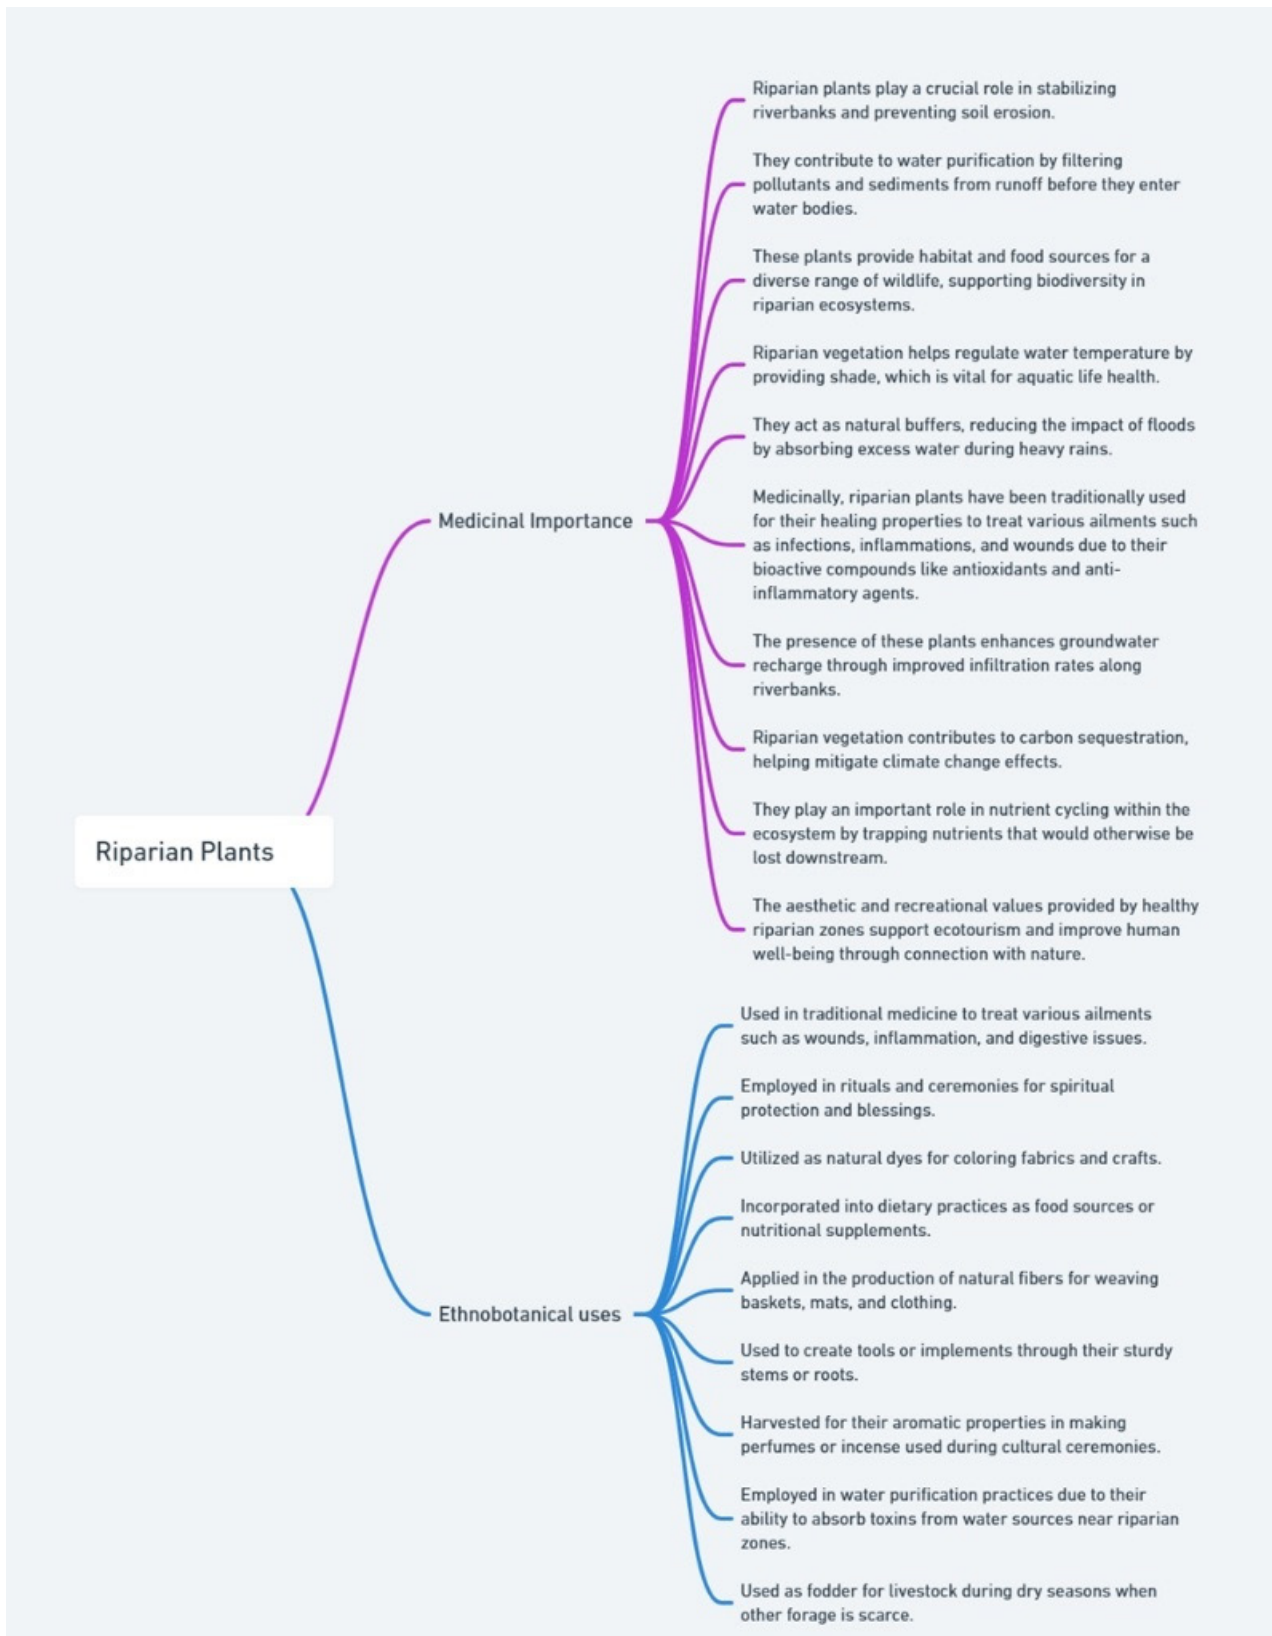 Riparian plants play a crucial role in stabilizing
riverbanks and preventing soil erosion.
They contribute to water purification by filtering
pollutants and sediments from runoff before they enter
water bodies.
These plants provide habitat and food sources for a
diverse range of wildlife, supporting biodiversity in
riparian ecosystems.
Riparian vegetation helps regulate water temperature by
providing shade, which is vital for aquatic life health.
They act as natural buffers, reducing the impact of floods
by absorbing excess water during heavy rains.
Medicinal Importance
Medicinally, riparian plants have been traditionally used
for their healing properties to treat various ailments such
as infections, inflammations, and wounds due to their
bioactive compounds like antioxidants and anti-
inflammatory agents.
The presence of these plants enhances groundwater
recharge through improved infiltration rates along
riverbanks.
Riparian vegetation contributes to carbon sequestration,
helping mitigate climate change effects.
They play an important role in nutrient cycling within the
ecosystem by trapping nutrients that would otherwise be
lost downstream.
Riparian Plants
The aesthetic and recreational values provided by healthy
riparian zones support ecotourism and improve human
well-being through connection with nature.
Used in traditional medicine to treat various ailments
such as wounds, inflammation, and digestive issues.
Employed in rituals and ceremonies for spiritual
protection and blessings.
Utilized as natural dyes for coloring fabrics and crafts.
Incorporated into dietary practices as food sources or
nutritional supplements.
Applied in the production of natural fibers for weaving
baskets, mats, and clothing.
Ethnobotanical uses
Used to create tools or implements through their sturdy
stems or roots.
Harvested for their aromatic properties in making
perfumes or incense used during cultural ceremonies.
Employed in water purification practices due to their
ability to absorb toxins from water sources near riparian
zones.
Used as fodder for livestock during dry seasons when
other forage is scarce.